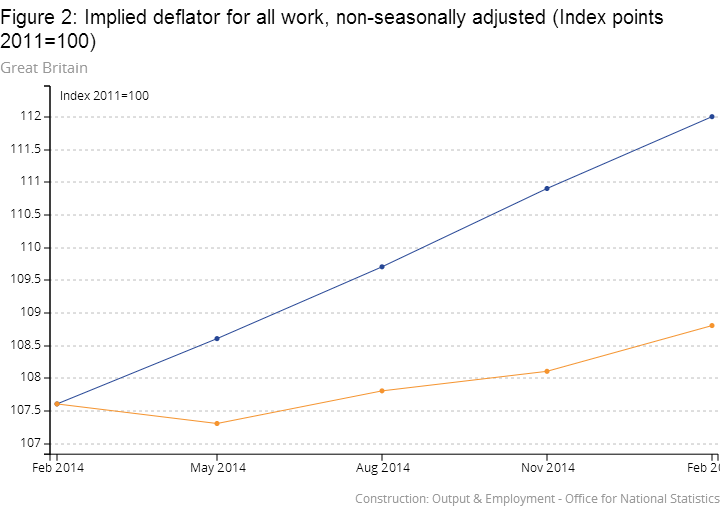 Figure 2: Implied deflator for all work, non-seasonally adjusted (Index points
2011=100)
Great Britain
Index 2011=100
112
111.5
111
110.5
110
109.5
109
108.5
108
107.5
107
Feb 2014 May 2014 Aug 2014 Nov 2014 Feb 20
Construction: Output & Employment - Office for National Statistics